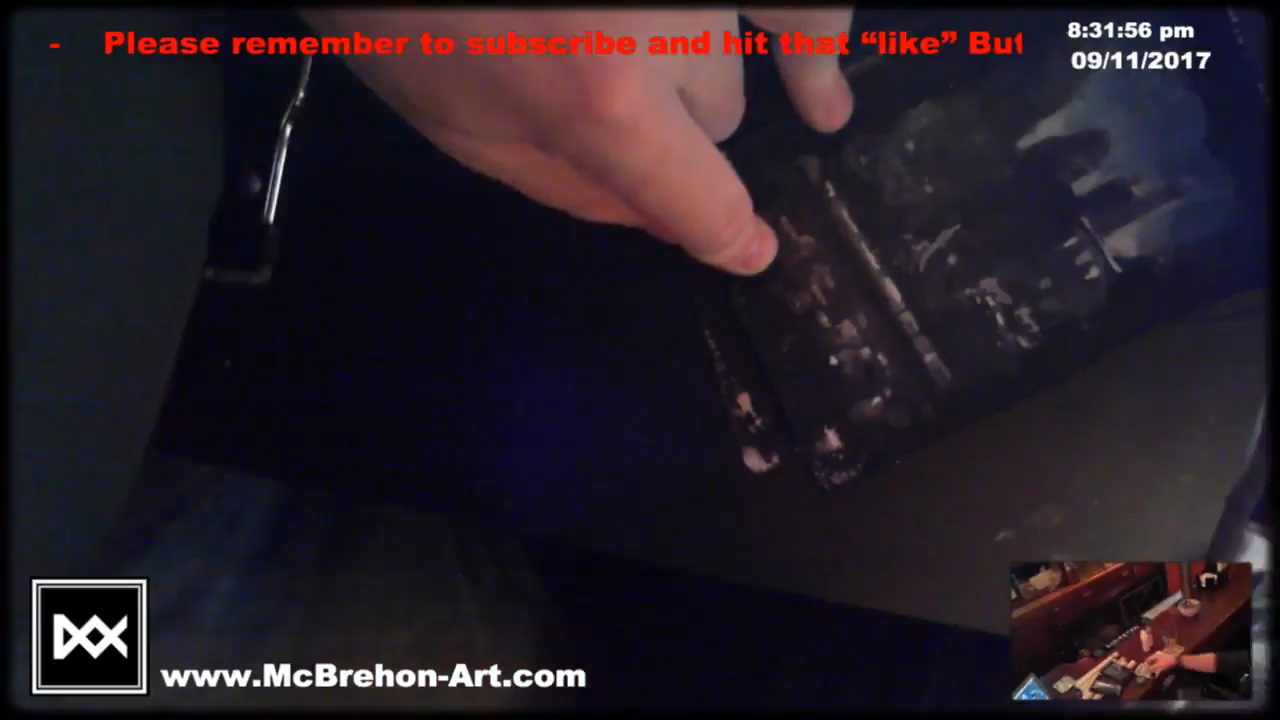 - Please remember to subscribe and hit that “like” But
8:31:56 pm
09/11/2017
www.McBrehon-Art.com